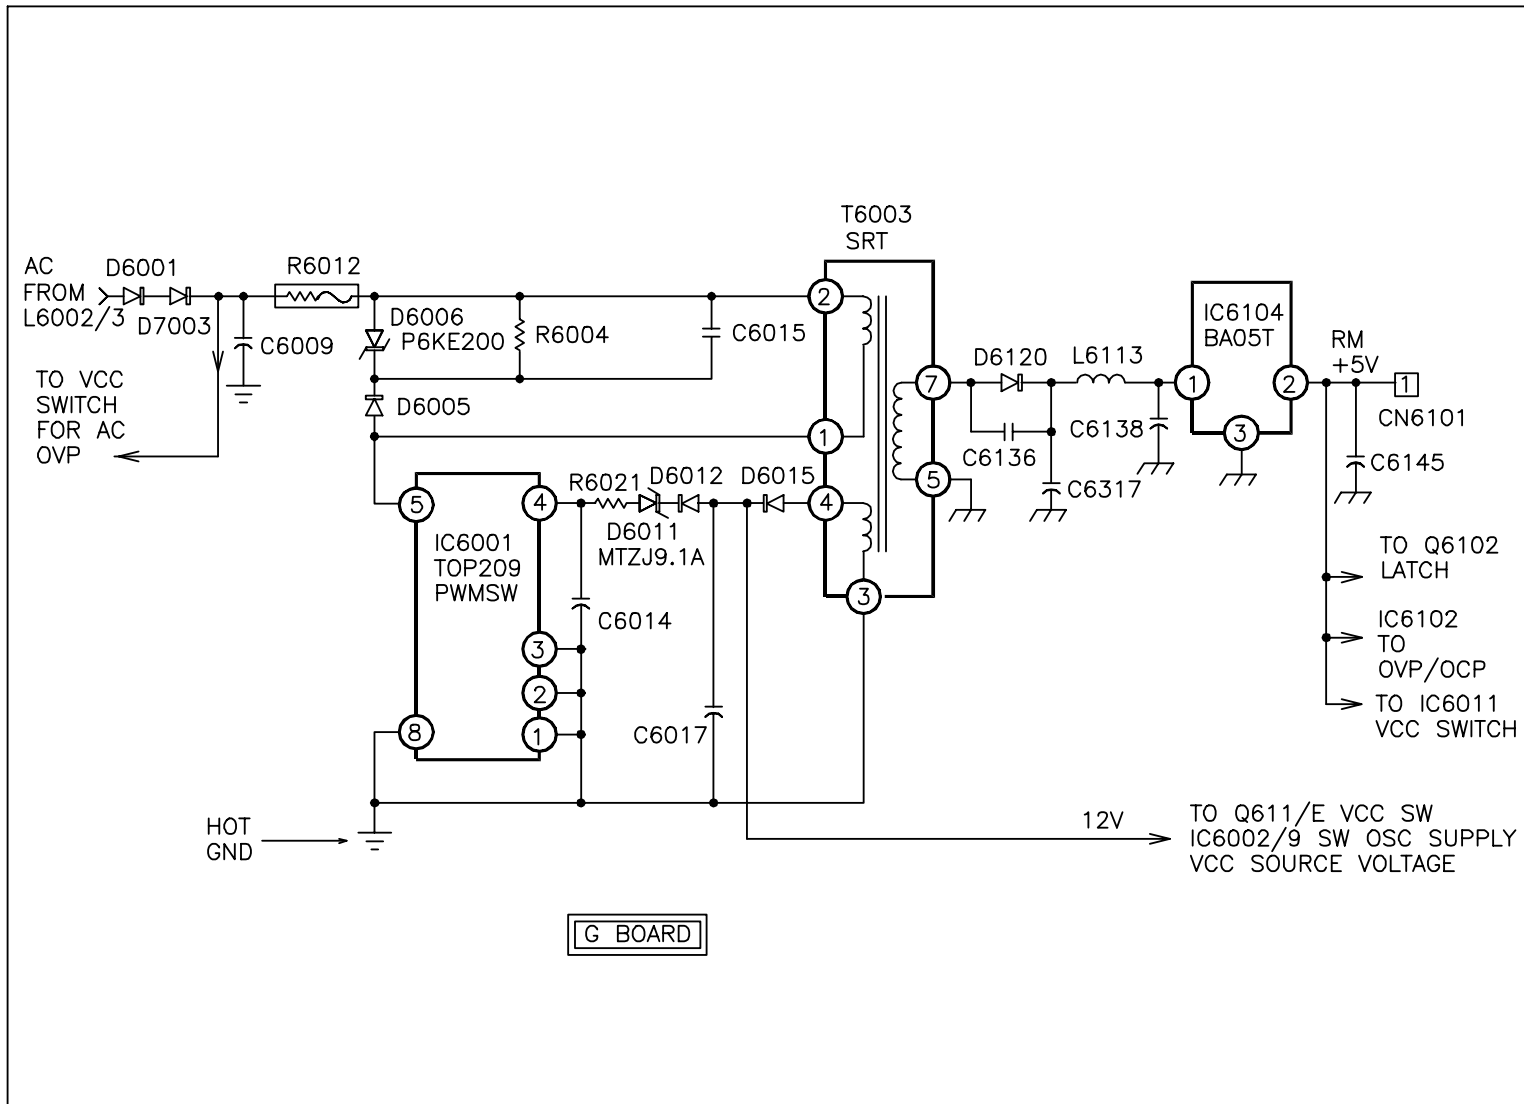 T6003
SRT
AC
FROM
L6002/3
D6001
D7003
R6012
C6009
D6006
P6KE200
R6004
C6015
2
IC6104
BA05T
RM
+5V
TO VCC
SWITCH
FOR AC
OVP
D6005
1
7
D6120
L6113
1
2
1
CN6101
3
C6136
C6138
C6317
C6145
5
5
4
R6021
D6012
D6015
4
D6011
MTZJ9.1A
IC6001
TOP209
PWMSW
3
C6014
3
2
1
8
C6017
TO Q6102
LATCH
IC6102
TO
OVP/OCP
TO IC6011
VCC SWITCH
HOT
GND
12V
TO Q611/E VCC SW
IC6002/9 SW OSC SUPPLY
VCC SOURCE VOLTAGE
G BOARD